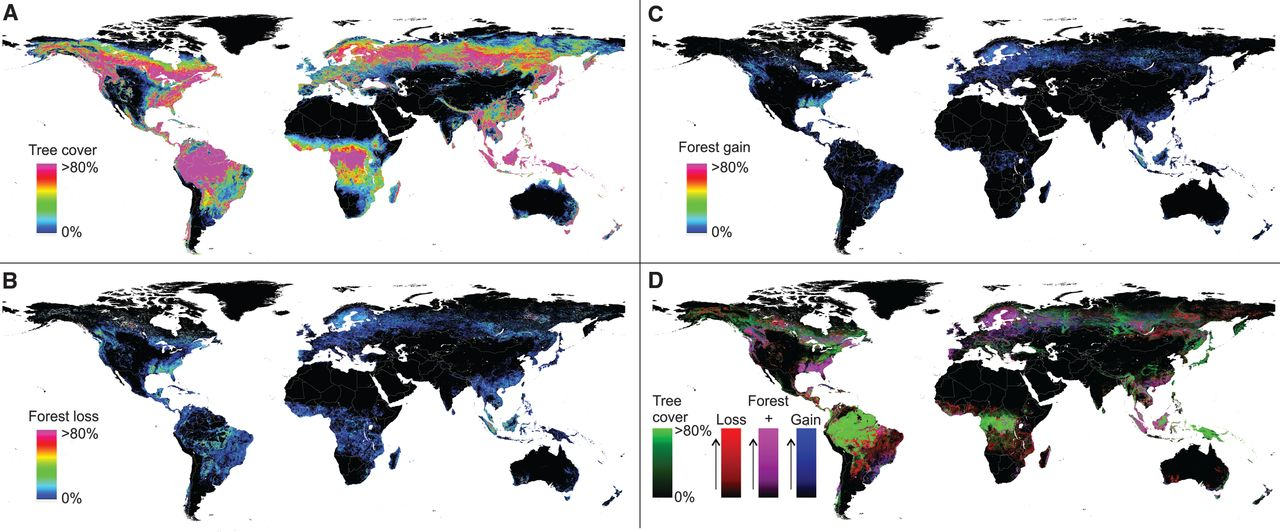 A
Tree cover
>80%
0%
B
Forest loss
>80%
0%
C
Forest gain
>80%
0%
D
Tree
cover
>80%
0%
Loss
Forest
+
Gain